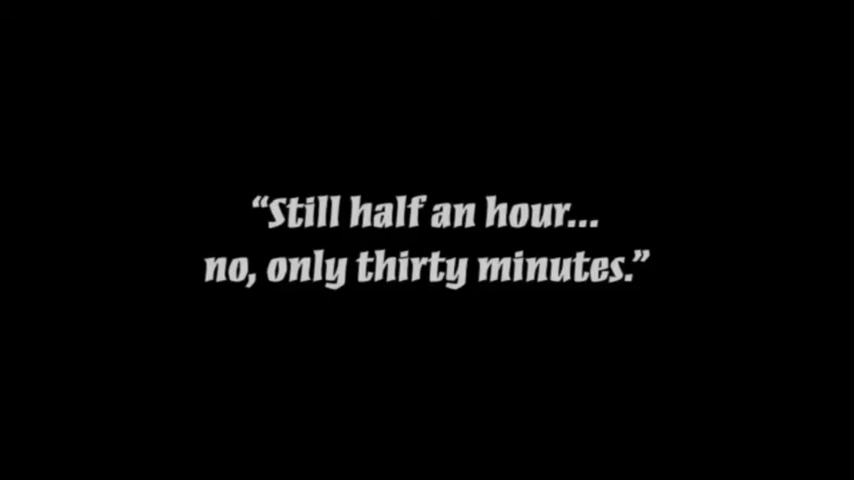 “Still half an hour...
no, only thirty minutes.”